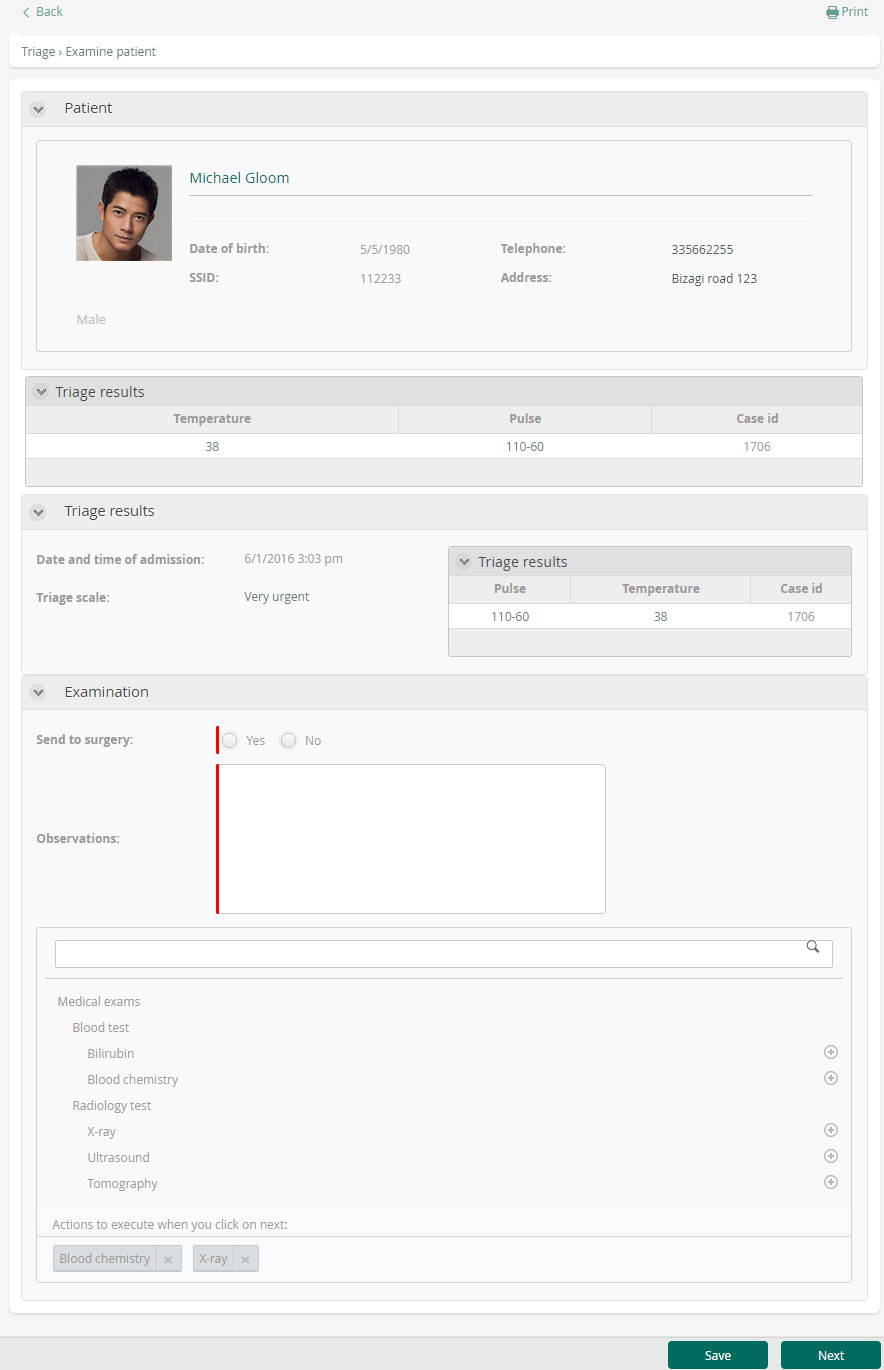 Back Print
Triage › Examine patient
Patient
Michael Gloom
Date of birth: 5/5/1980 Telephone: 335662255
SSID: 112233 Address: Bizagi road 123
Male
Triage results
Temperature Pulse Case id
38 110-60 1706
Triage results
Date and time of admission: 6/1/2016 3:03 pm
Triage scale: Very urgent
Triage results
Pulse Temperature Case id
110-60 38 1706
Examination
Send to surgery: Yes No
Observations:
Medical exams
Blood test
Bilirubin
Blood chemistry
Radiology test
X-ray
Ultrasound
Tomography
Actions to execute when you click on next:
Blood chemistry × X-ray ×
Save Next